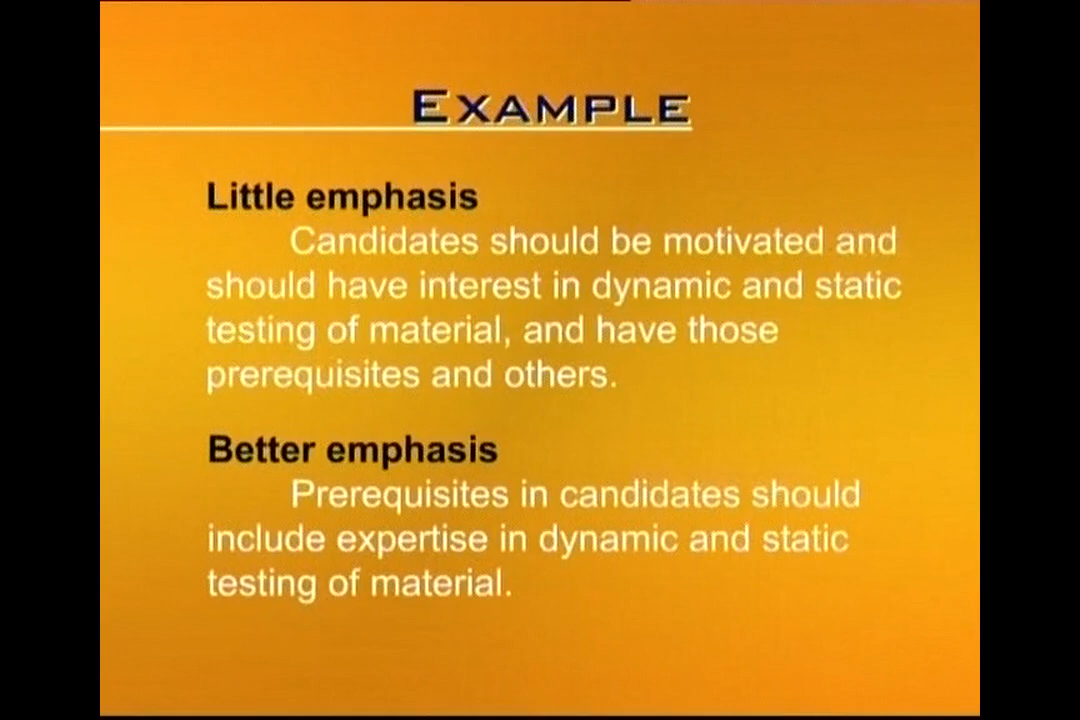 EXAMPLE
Little emphasis
Candidates should be motivated and
should have interest in dynamic and static
testing of material, and have those
prerequisites and others.
Better emphasis
Prerequisites in candidates should
include expertise in dynamic and static
testing of material.